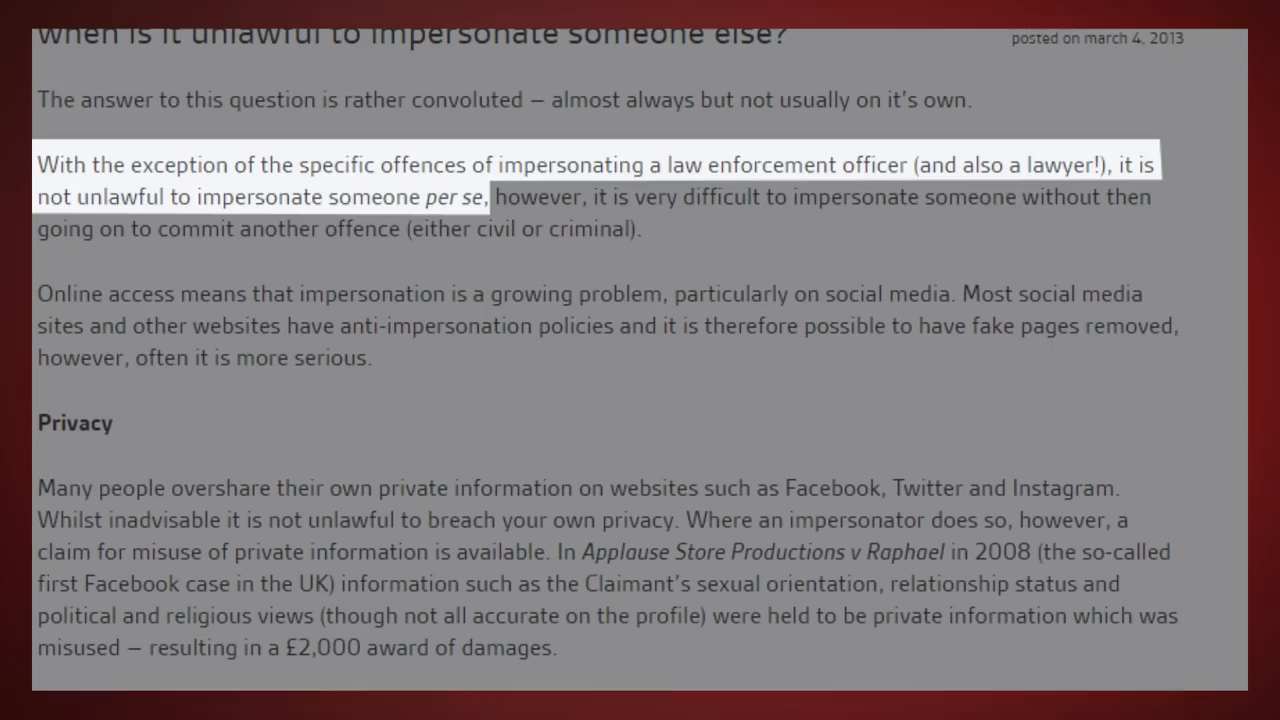 when is it unlawful to impersonate someone else?
posted on march 4, 2013
The answer to this question is rather convoluted – almost always but not usually on it's own.
With the exception of the specific offences of impersonating a law enforcement officer (and also a lawyer!), it is
not unlawful to impersonate someone per se, however, it is very difficult to impersonate someone without then
going on to commit another offence (either civil or criminal).
Online access means that impersonation is a growing problem, particularly on social media. Most social media
sites and other websites have anti-impersonation policies and it is therefore possible to have fake pages removed,
however, often it is more serious.
Privacy
Many people overshare their own private information on websites such as Facebook, Twitter and Instagram.
Whilst inadvisable it is not unlawful to breach your own privacy. Where an impersonator does so, however, a
claim for misuse of private information is available. In Applause Store Productions v Raphael in 2008 (the so-called
first Facebook case in the UK) information such as the Claimant's sexual orientation, relationship status and
political and religious views (though not all accurate on the profile) were held to be private information which was
misused – resulting in a £2,000 award of damages.